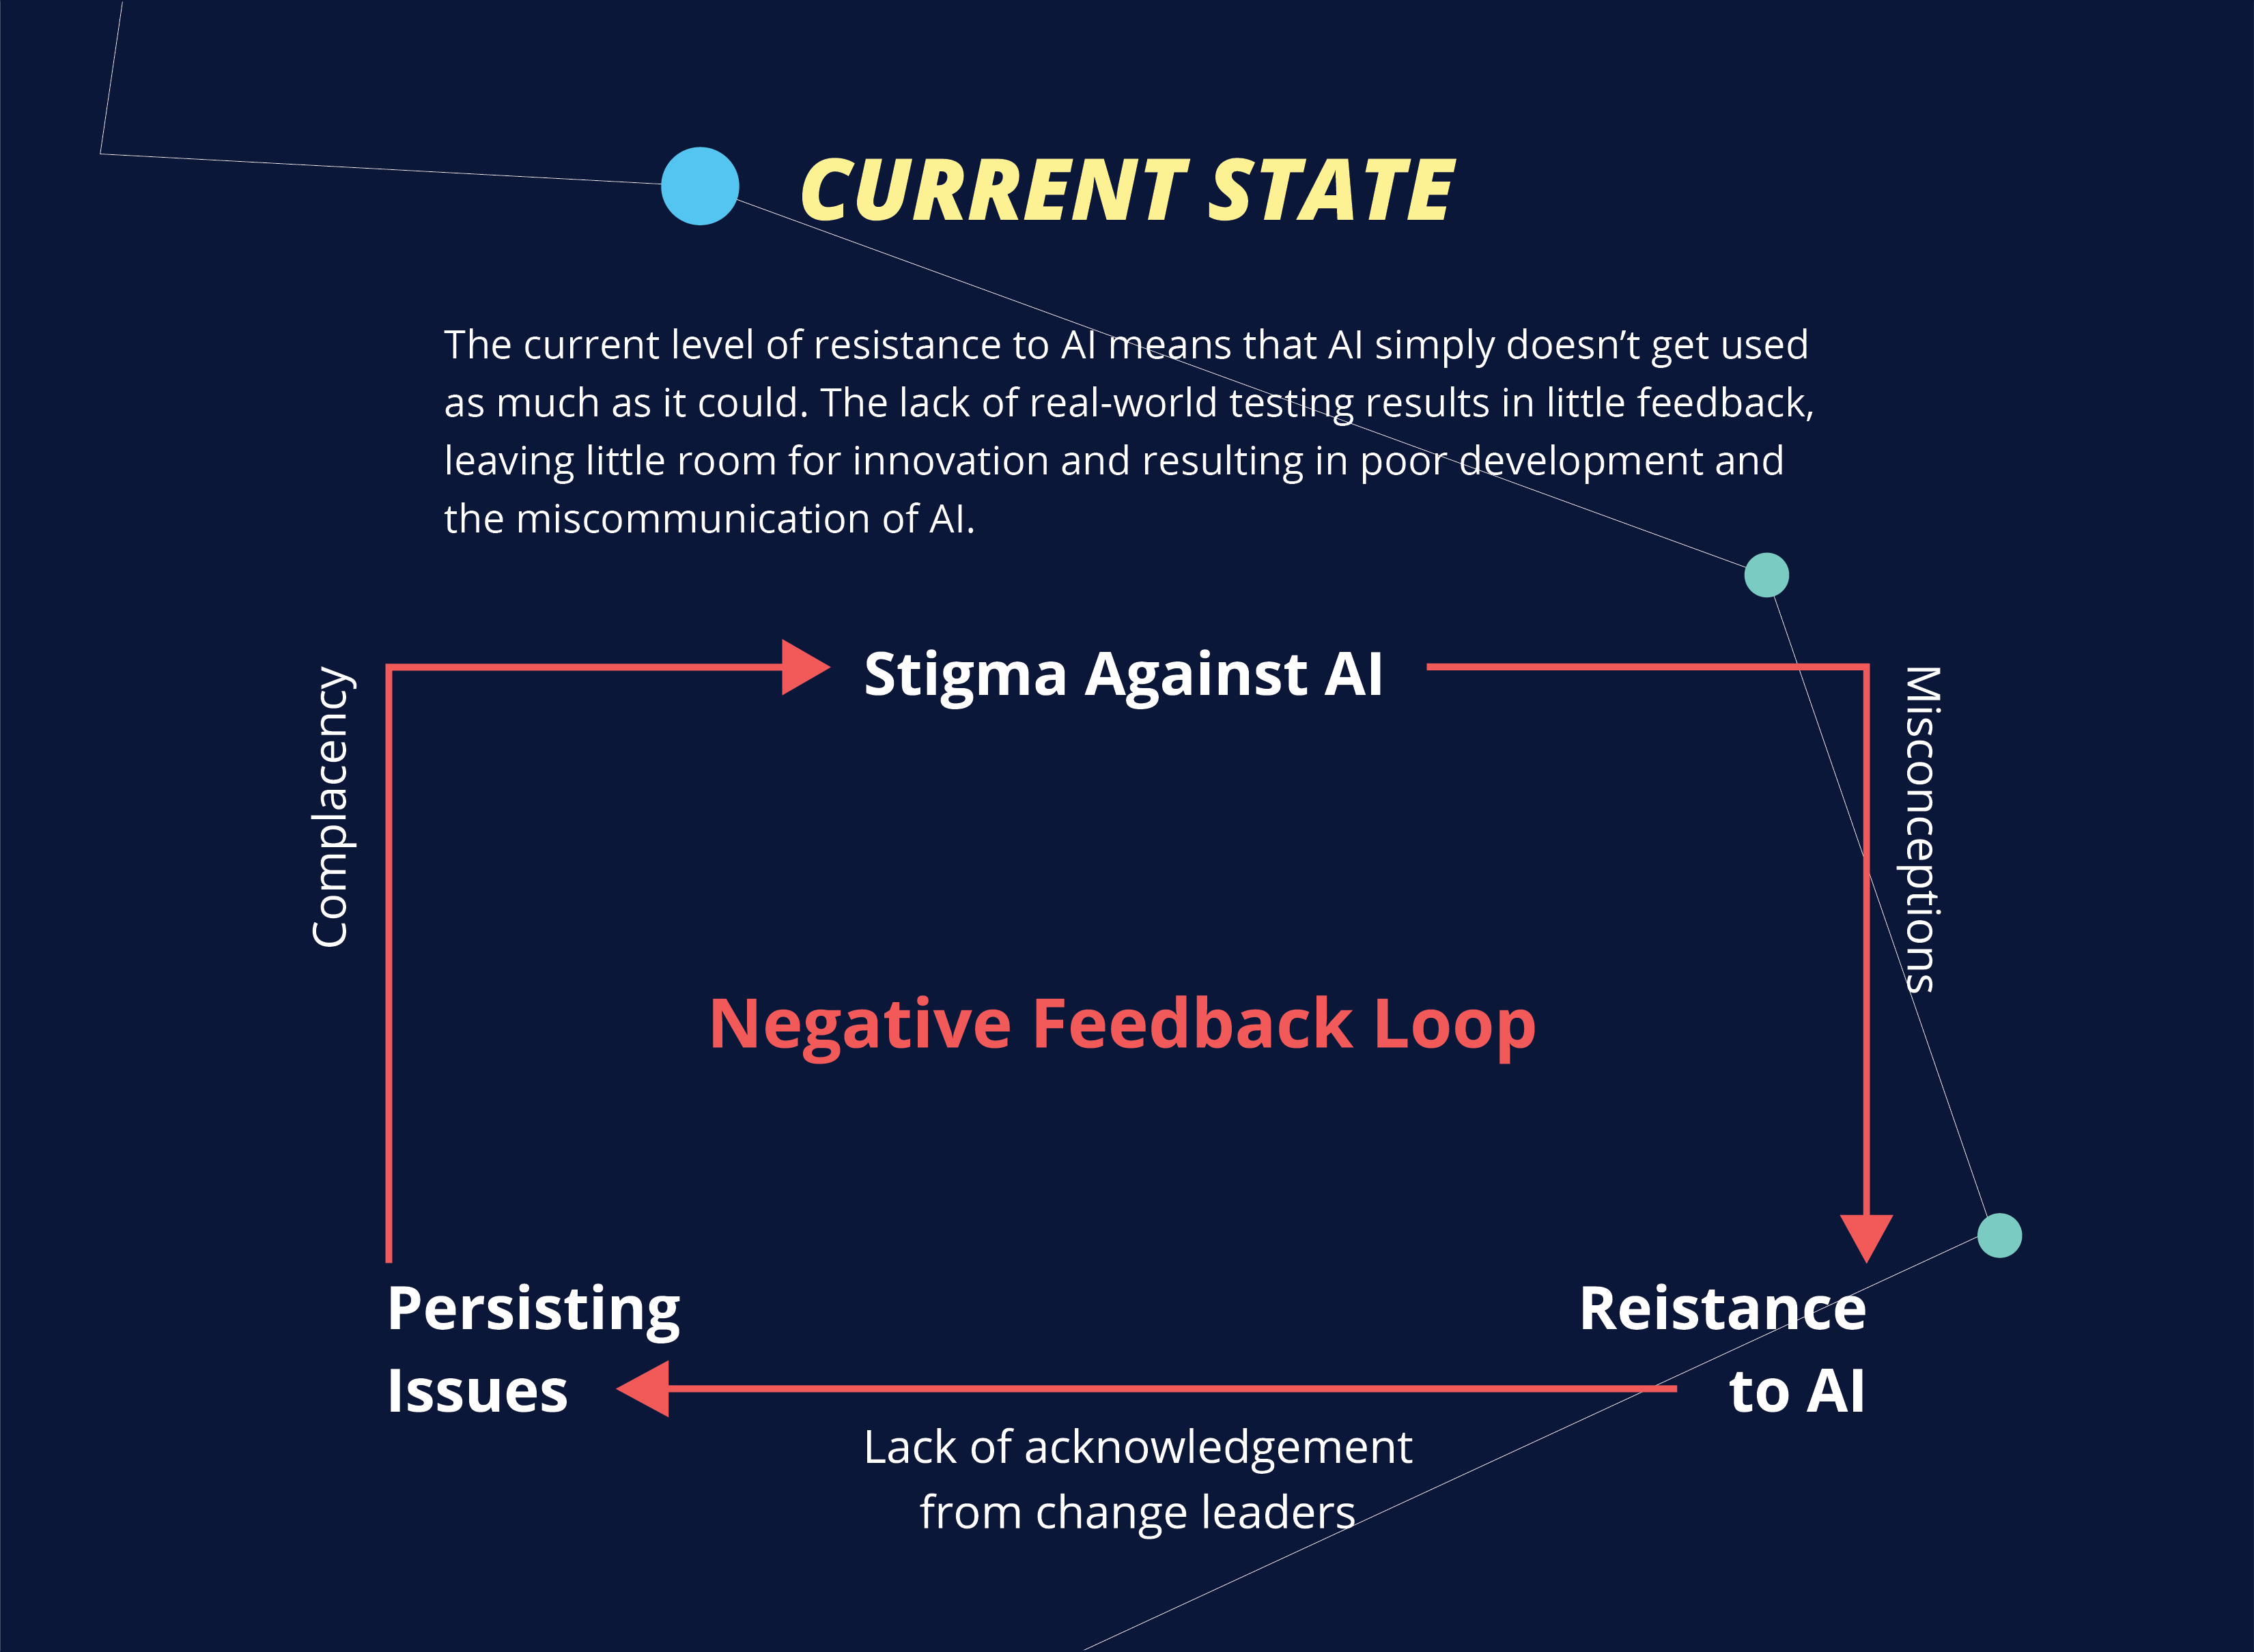 CURRENT STATE
The current level of resistance to AI means that AI simply doesn’t get used
as much as it could. The lack of real-world testing results in little feedback,
leaving little room for innovation and resulting in poor development and
the miscommunication of AI.
Stigma Against AI
Complacency
Misconceptions
Negative Feedback Loop
Persisting
Issues
Reistance
to AI
Lack of acknowledgement
from change leaders